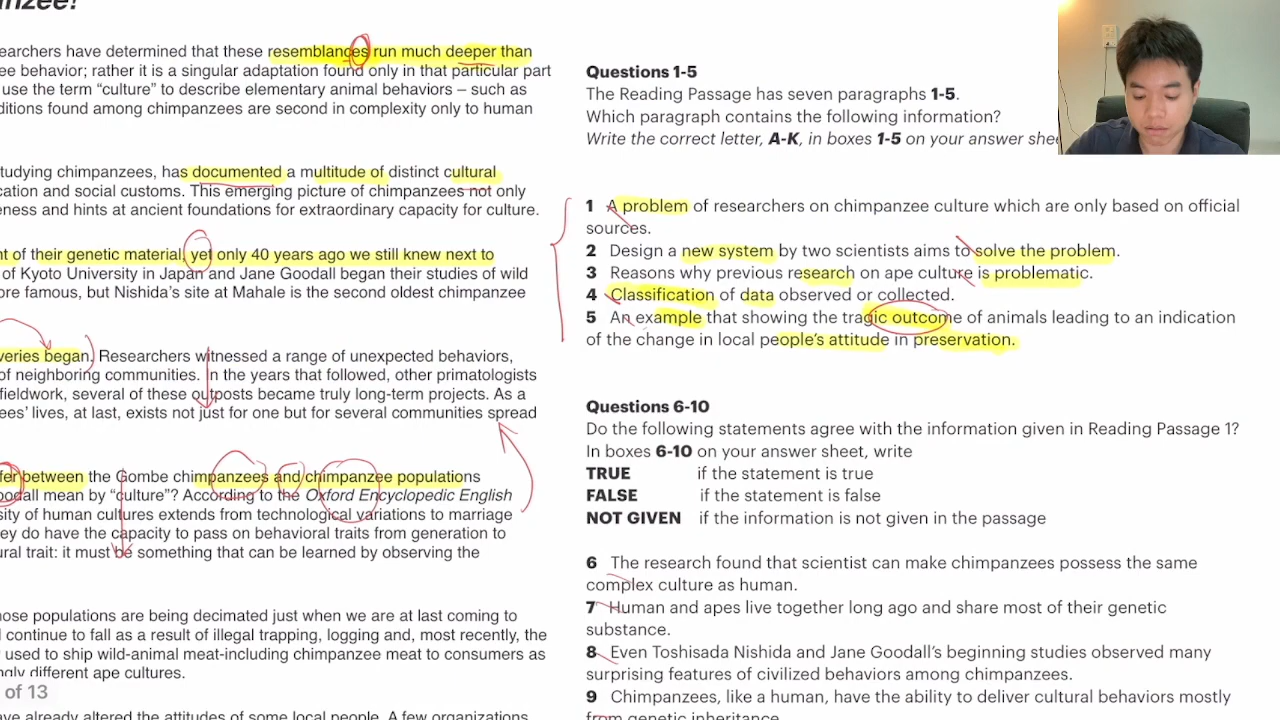 anzee!
earchers have determined that these resemblances run much deeper than
ee behavior; rather it is a singular adaptation found only in that particular part
use the term “culture” to describe elementary animal behaviors – such as
ditions found among chimpanzees are second in complexity only to human
tudying chimpanzees, has documented a multitude of distinct cultural
cation and social customs. This emerging picture of chimpanzees not only
eness and hints at ancient foundations for extraordinary capacity for culture.
nt of their genetic material, yet only 40 years ago we still knew next to
of Kyoto University in Japan and Jane Goodall began their studies of wild
ore famous, but Nishida’s site at Mahale is the second oldest chimpanzee
veries began. Researchers witnessed a range of unexpected behaviors,
of neighboring communities. In the years that followed, other primatologists
fieldwork, several of these outposts became truly long-term projects. As a
ees’ lives, at last, exists not just for one but for several communities spread
fer between the Gombe chimpanzees and chimpanzee populations
oodall mean by “culture”? According to the Oxford Encyclopedic English
sity of human cultures extends from technological variations to marriage
ey do have the capacity to pass on behavioral traits from generation to
ural trait: it must be something that can be learned by observing the
hose populations are being decimated just when we are at last coming to
continue to fall as a result of illegal trapping, logging and, most recently, the
used to ship wild-animal meat-including chimpanzee meat to consumers as
ngly different ape cultures.
of 13
ave already altered the attitudes of some local people. A few organizations
Questions 1-5
The Reading Passage has seven paragraphs 1-5.
Which paragraph contains the following information?
Write the correct letter, A-K, in boxes 1-5 on your answer shee
1 A problem of researchers on chimpanzee culture which are only based on official
sources.
2 Design a new system by two scientists aims to solve the problem.
3 Reasons why previous research on ape culture is problematic.
4 Classification of data observed or collected.
5 An example that showing the tragic outcome of animals leading to an indication
of the change in local people’s attitude in preservation.
Questions 6-10
Do the following statements agree with the information given in Reading Passage 1?
In boxes 6-10 on your answer sheet, write
TRUE if the statement is true
FALSE if the statement is false
NOT GIVEN if the information is not given in the passage
6 The research found that scientist can make chimpanzees possess the same
complex culture as human.
7 Human and apes live together long ago and share most of their genetic
substance.
8 Even Toshisada Nishida and Jane Goodall’s beginning studies observed many
surprising features of civilized behaviors among chimpanzees.
9 Chimpanzees, like a human, have the ability to deliver cultural behaviors mostly
from genetic inheritance.